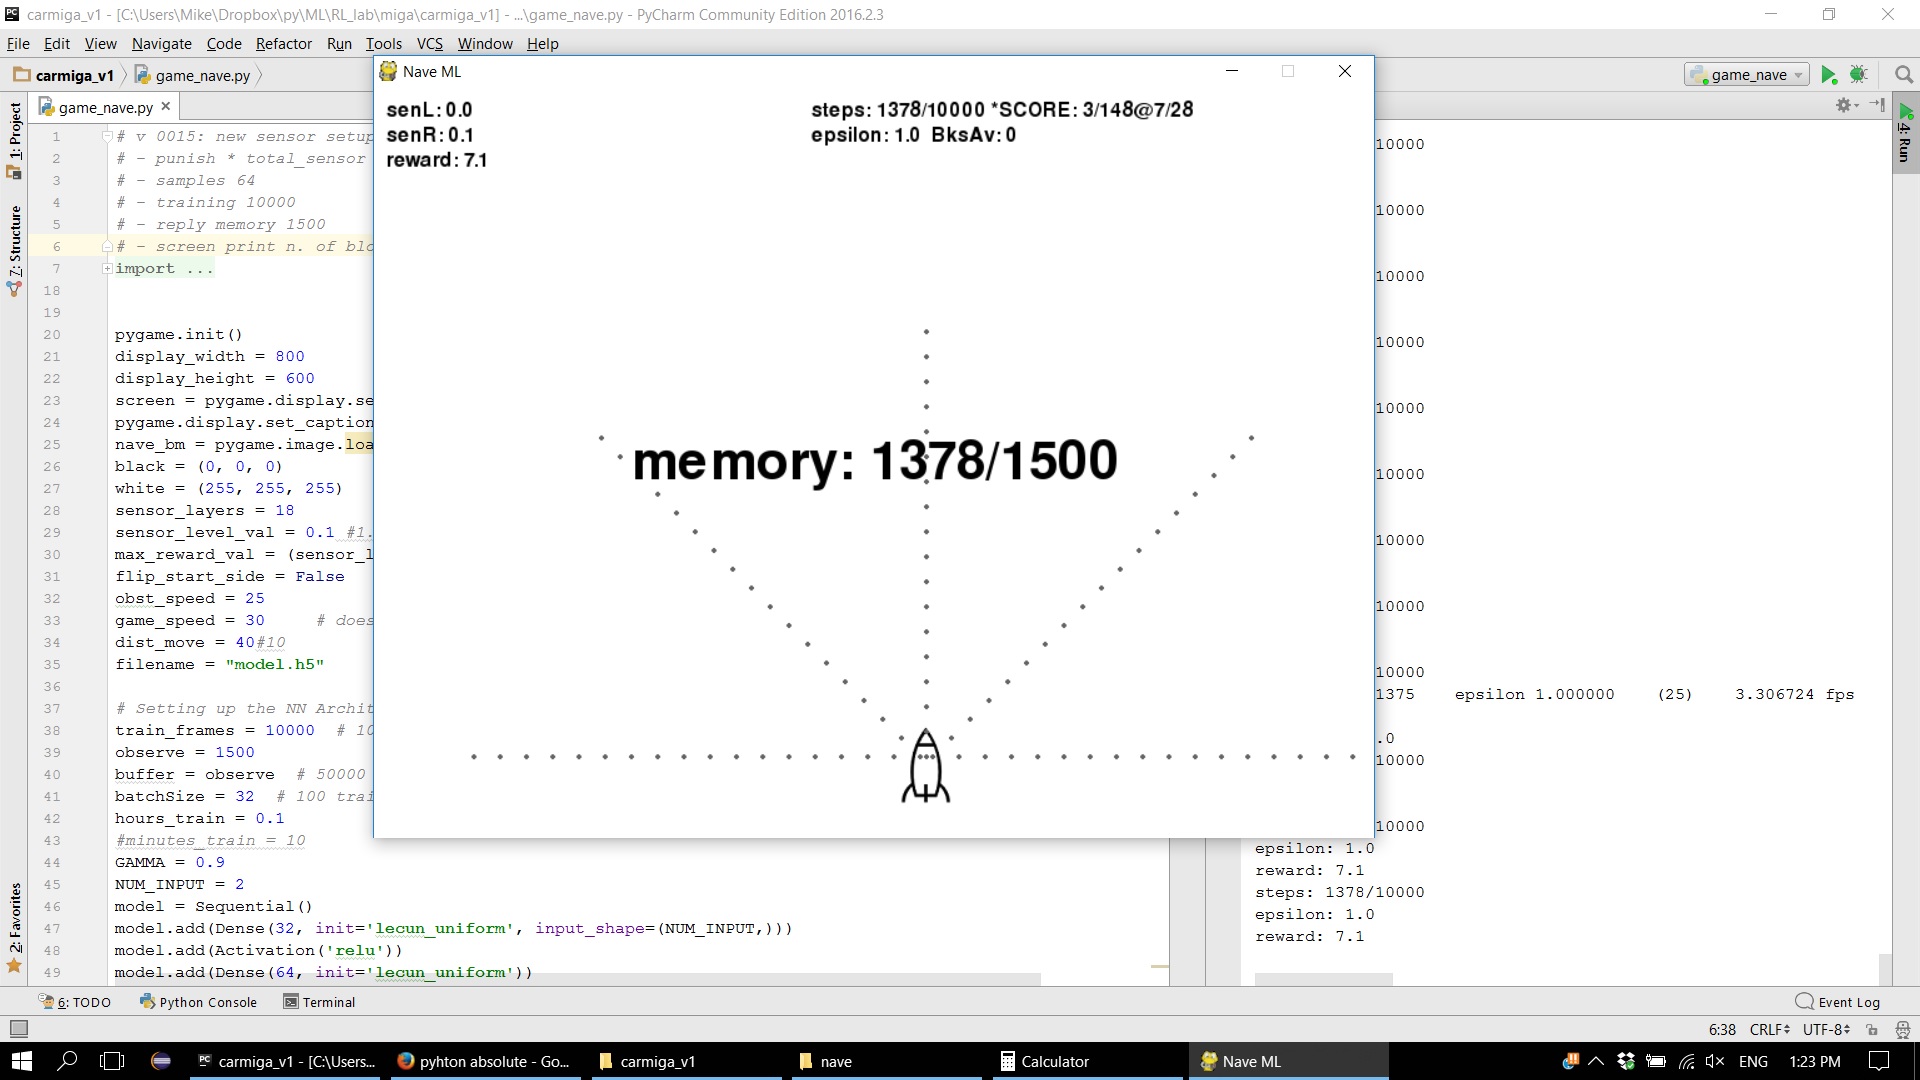 carmiga_v1 - [C:\Users\Mike\Dropbox\py\ML\RL_lab\miga\carmiga_v1] - ...\game_nave.py - PyCharm Community Edition 2016.2.3
File Edit View Navigate Code Refactor Run Tools VCS Window Help
carmiga_v1 game_nave.py
game_nave
game_nave.py
1: Project
7: Structure
2: Favorites
4: Run
1 # v 0015: new sensor setup
2 # - punish * total_sensor
3 # - samples 64
4 # - training 10000
5 # - reply memory 1500
6 # - screen print n. of blo
7 import ...
18
19
20 pygame.init()
21 display_width = 800
22 display_height = 600
23 screen = pygame.display.se
24 pygame.display.set_caption
25 nave_bm = pygame.image.loa
26 black = (0, 0, 0)
27 white = (255, 255, 255)
28 sensor_layers = 18
29 sensor_level_val = 0.1 #1.
30 max_reward_val = (sensor_l
31 flip_start_side = False
32 obst_speed = 25
33 game_speed = 30 # does
34 dist_move = 40#10
35 filename = "model.h5"
36
37 # Setting up the NN Archit
38 train_frames = 10000 # 10
39 observe = 1500
40 buffer = observe # 50000
41 batchSize = 32 # 100 trai
42 hours_train = 0.1
43 #minutes_train = 10
44 GAMMA = 0.9
45 NUM_INPUT = 2
46 model = Sequential()
47 model.add(Dense(32, init='lecun_uniform', input_shape=(NUM_INPUT,)))
48 model.add(Activation('relu'))
49 model.add(Dense(64, init='lecun_uniform'))
Nave ML
senL: 0.0
senR: 0.1
reward: 7.1
steps: 1378/10000 *SCORE: 3/148@7/28
epsilon: 1.0 BksAv: 0
memory: 1378/1500
10000
10000
10000
10000
10000
10000
10000
10000
10000
1375 epsilon 1.000000 (25) 3.306724 fps
.0
10000
10000
epsilon: 1.0
reward: 7.1
steps: 1378/10000
epsilon: 1.0
reward: 7.1
6: TODO Python Console Terminal
Event Log
6:38 CRLF UTF-8
carmiga_v1 - [C:\Users... pyhton absolute - Go... carmiga_v1 nave Calculator Nave ML
ENG 1:23 PM